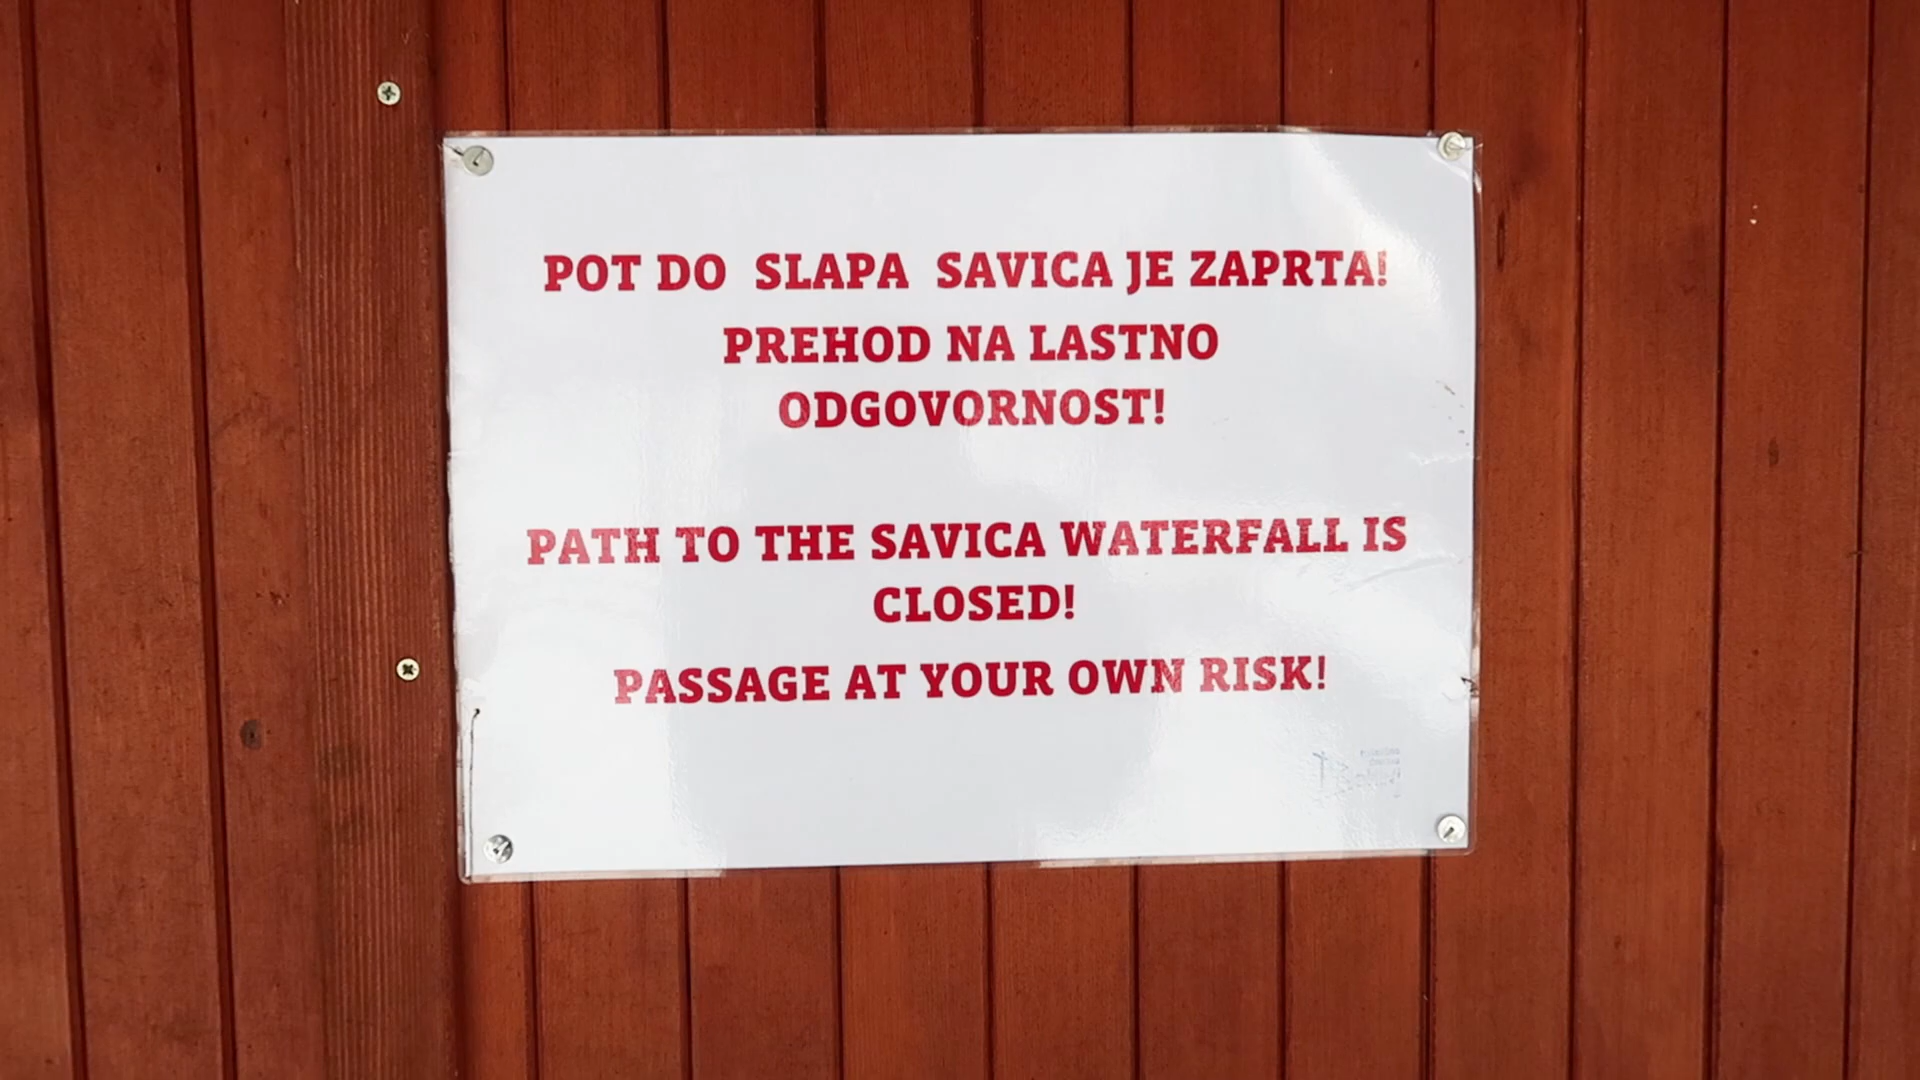 POT DO SLAPA SAVICA JE ZAPRTA!
PREHOD NA LASTNO
ODGOVORNOST!
PATH TO THE SAVICA WATERFALL IS
CLOSED!
PASSAGE AT YOUR OWN RISK!